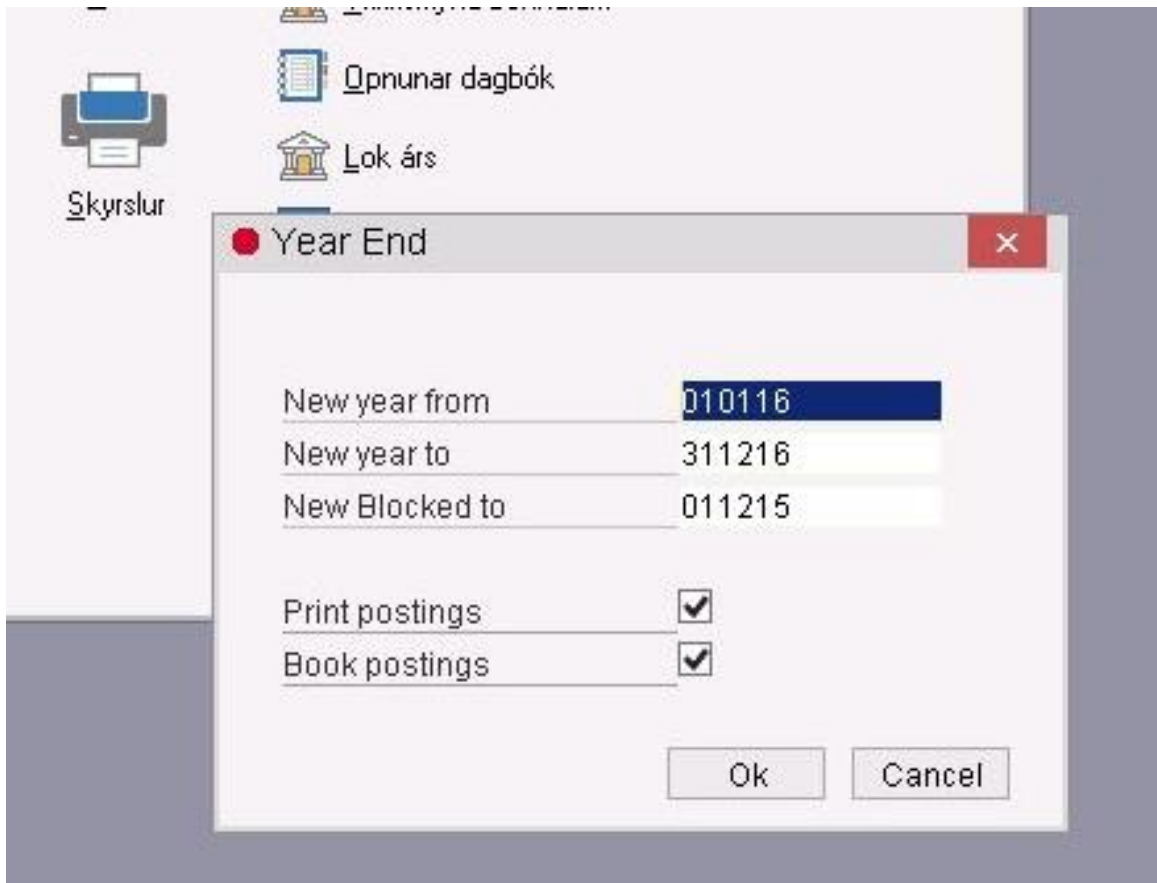 Opnunar dagbók
Lok árs
Skyrslur
Year End
New year from 010116
New year to 311216
New Blocked to 011215
Print postings
Book postings
Ok Cancel